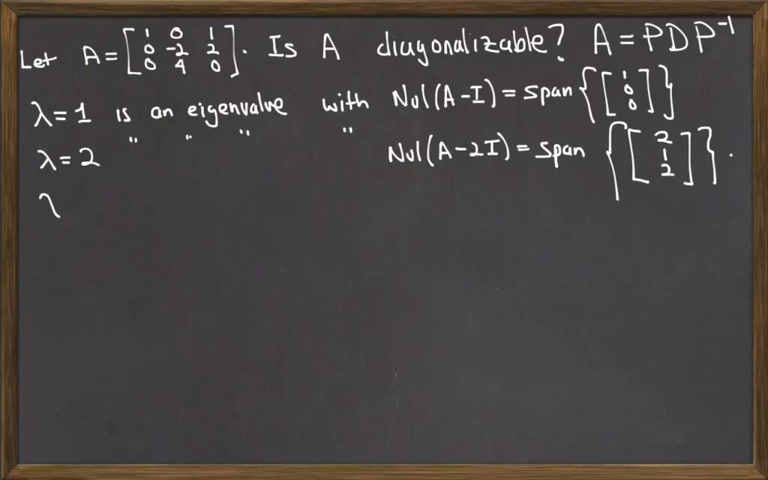 Let A = [1 0 1; 0 -2 2; 0 4 0]. Is A diagonalizable? A = PDP⁻¹
λ = 1 is an eigenvalue with Nul(A - I) = span {[1; 0; 0]}
λ = 2 " " " " Nul(A - 2I) = span {[2; 1; 2]}.
λ